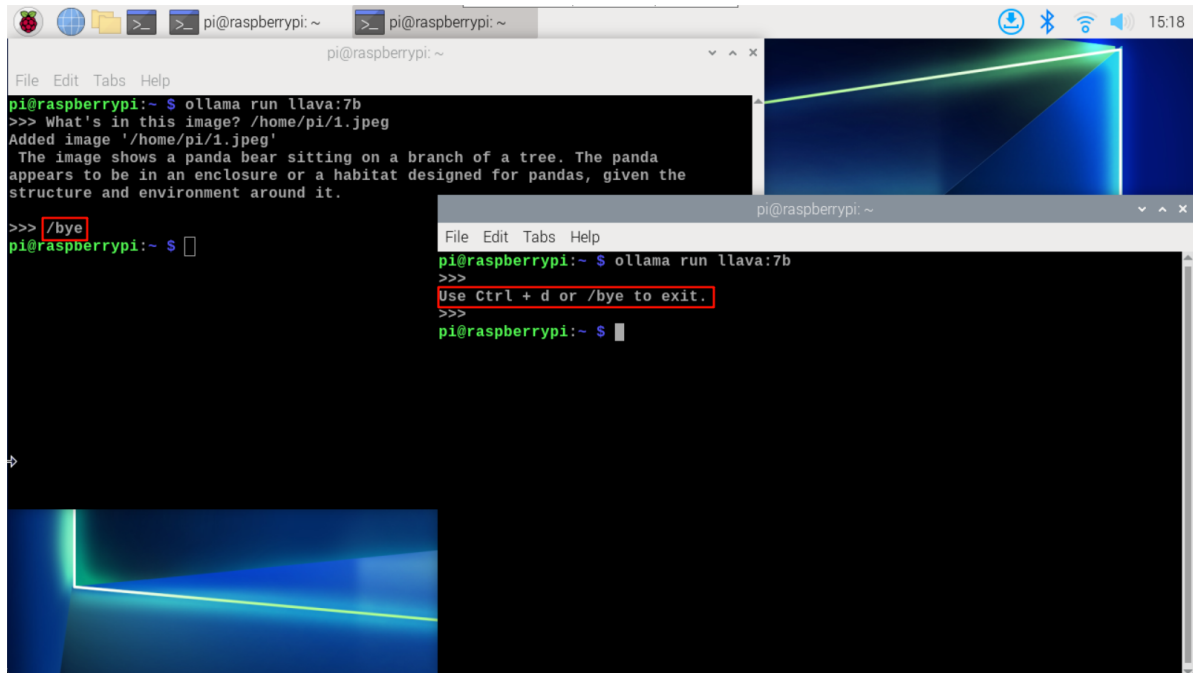 pi@raspberrypi: ~
pi@raspberrypi: ~
15:18
pi@raspberrypi: ~
File Edit Tabs Help
pi@raspberrypi:~ $ ollama run llava:7b
>>> What's in this image? /home/pi/1.jpeg
Added image '/home/pi/1.jpeg'
The image shows a panda bear sitting on a branch of a tree. The panda
appears to be in an enclosure or a habitat designed for pandas, given the
structure and environment around it.
>>> /bye
pi@raspberrypi:~ $
pi@raspberrypi: ~
File Edit Tabs Help
pi@raspberrypi:~ $ ollama run llava:7b
>>>
Use Ctrl + d or /bye to exit.
>>>
pi@raspberrypi:~ $